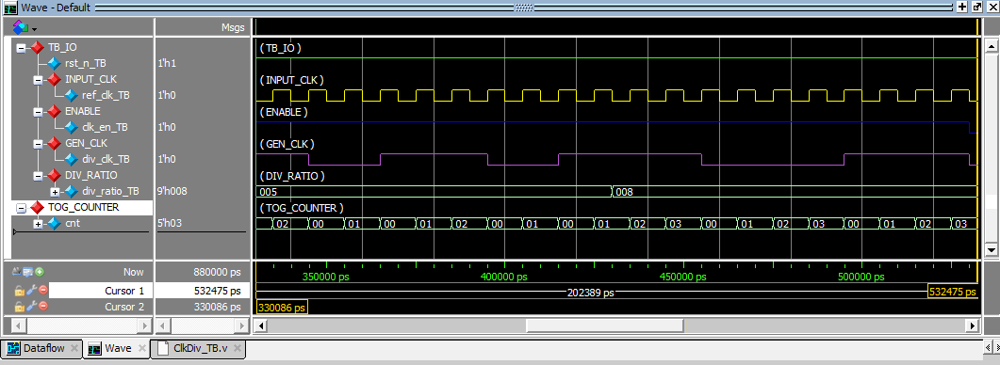 Wave - Default
Msgs
TB_IO
rst_n_TB 1'h1
INPUT_CLK
ref_clk_TB 1'h0
ENABLE
clk_en_TB 1'h0
GEN_CLK
div_clk_TB 1'h0
DIV_RATIO
div_ratio_TB 9'h008
TOG_COUNTER
cnt 5'h03
( TB_IO )
( INPUT_CLK )
( ENABLE )
( GEN_CLK )
( DIV_RATIO )
005 008
( TOG_COUNTER )
02 00 01 00 01 02 00 01 00 01 02 03 00 01 02 03 00 01 02 03
Now 880000 ps 350000 ps 400000 ps 450000 ps 500000 ps
Cursor 1 532475 ps 202389 ps 532475 ps
Cursor 2 330086 ps 330086 ps
Dataflow Wave ClkDiv_TB.v